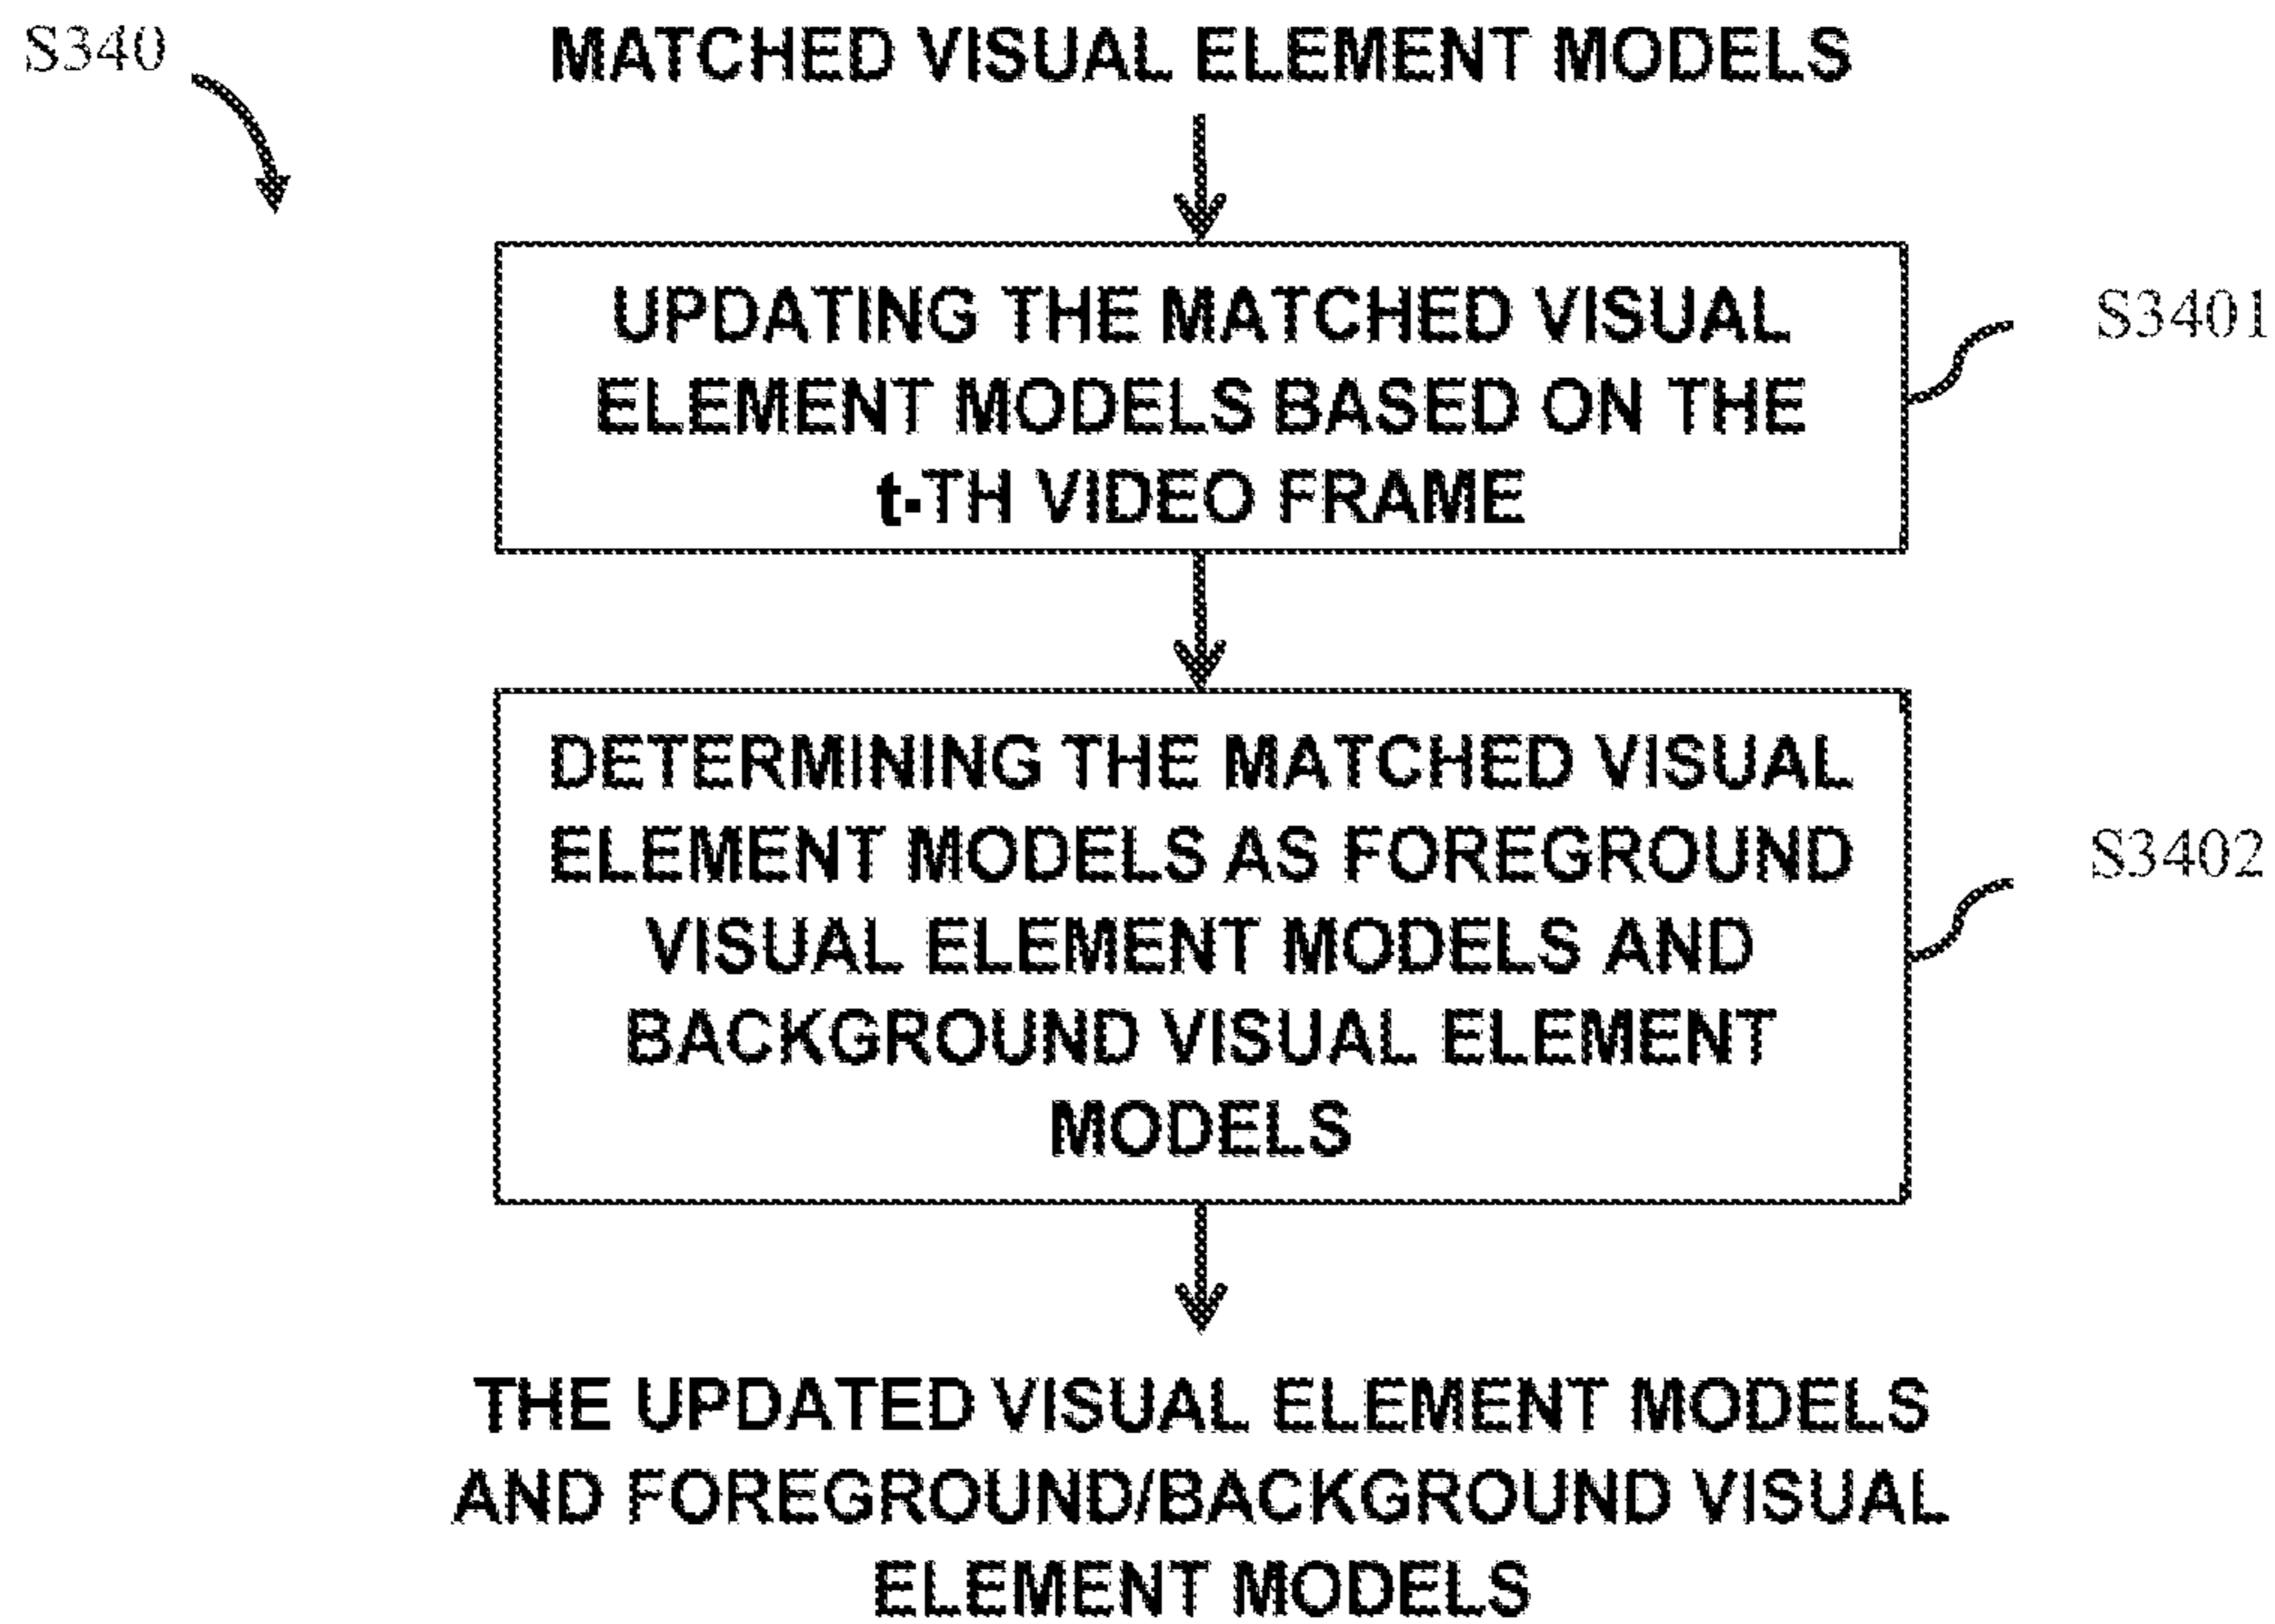 S340
MATCHED VISUAL ELEMENT MODELS
UPDATING THE MATCHED VISUAL
ELEMENT MODELS BASED ON THE
t-TH VIDEO FRAME
S3401
DETERMINING THE MATCHED VISUAL
ELEMENT MODELS AS FOREGROUND
VISUAL ELEMENT MODELS AND
BACKGROUND VISUAL ELEMENT
MODELS
S3402
THE UPDATED VISUAL ELEMENT MODELS
AND FOREGROUND/BACKGROUND VISUAL
ELEMENT MODELS